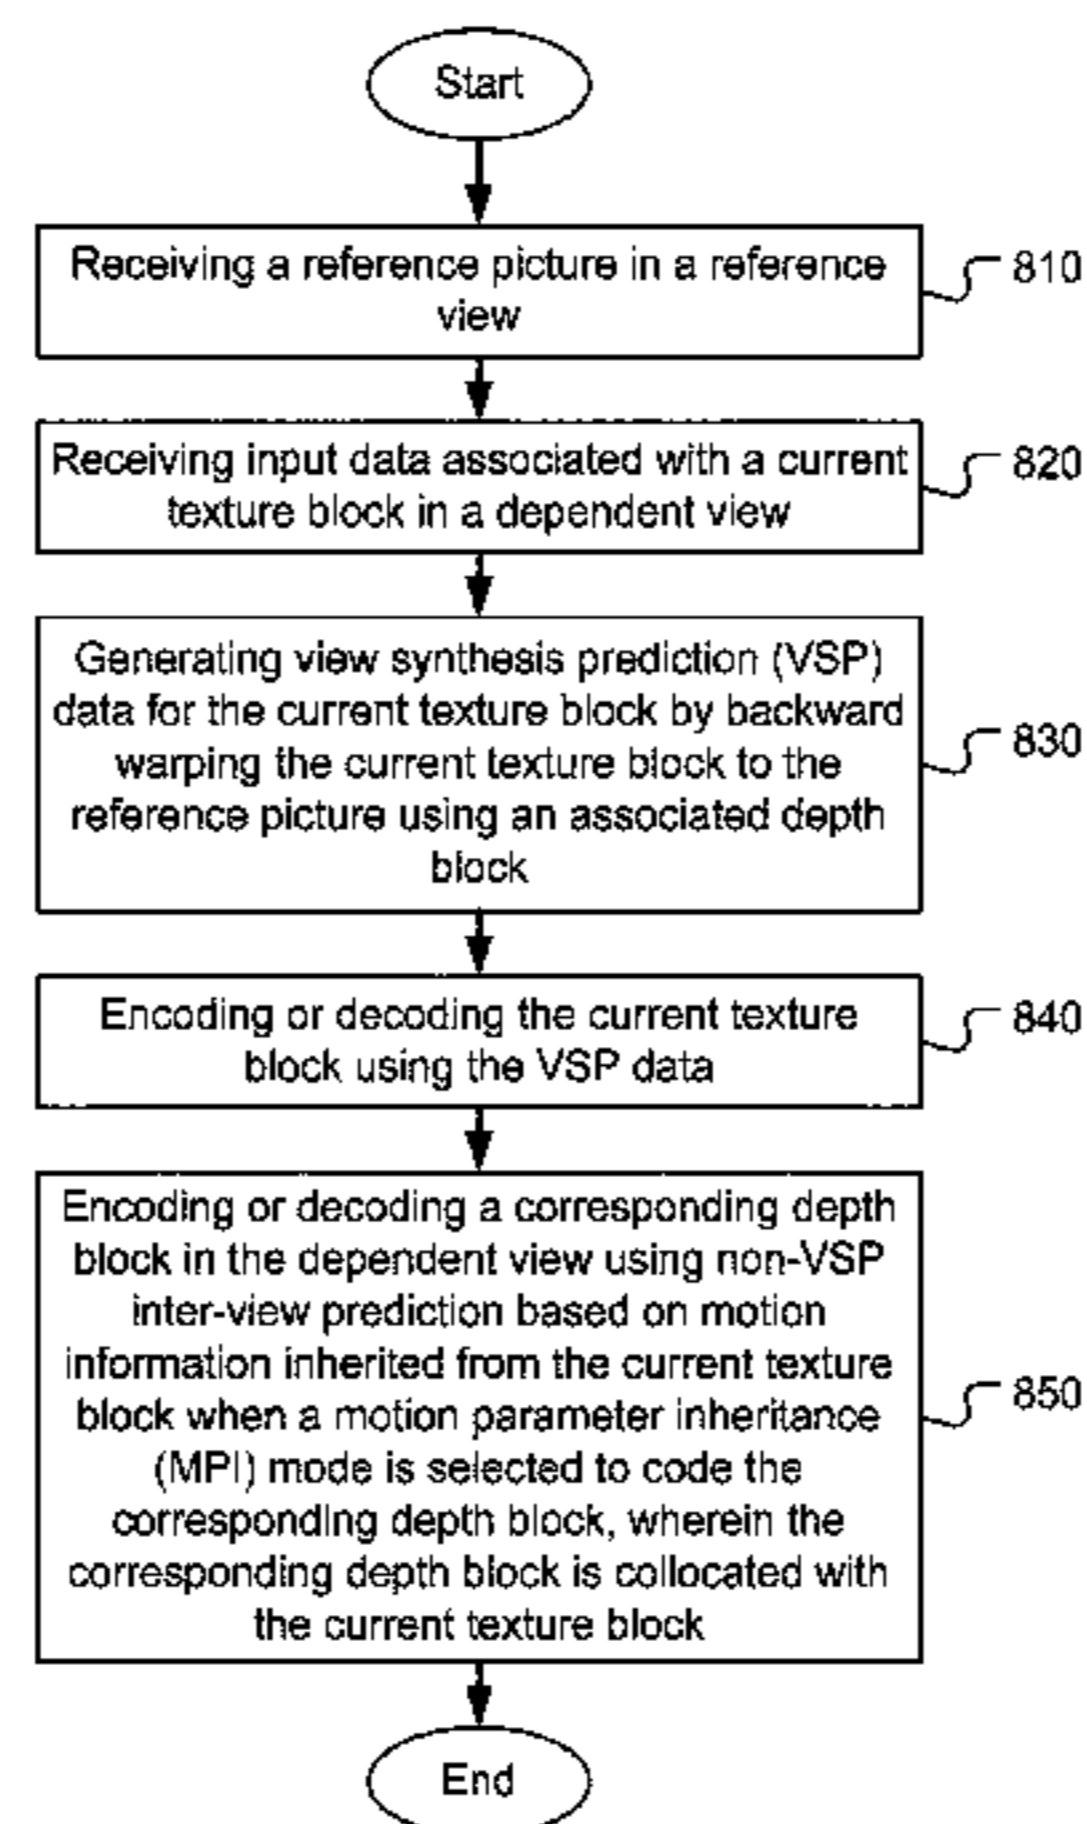 Start
Receiving a reference picture in a reference
view
810
Receiving input data associated with a current
texture block in a dependent view
820
Generating view synthesis prediction (VSP)
data for the current texture block by backward
warping the current texture block to the
reference picture using an associated depth
block
830
Encoding or decoding the current texture
block using the VSP data
840
Encoding or decoding a corresponding depth
block in the dependent view using non-VSP
inter-view prediction based on motion
information inherited from the current texture
block when a motion parameter inheritance
(MPI) mode is selected to code the
corresponding depth block, wherein the
corresponding depth block is collocated with
the current texture block
850
End